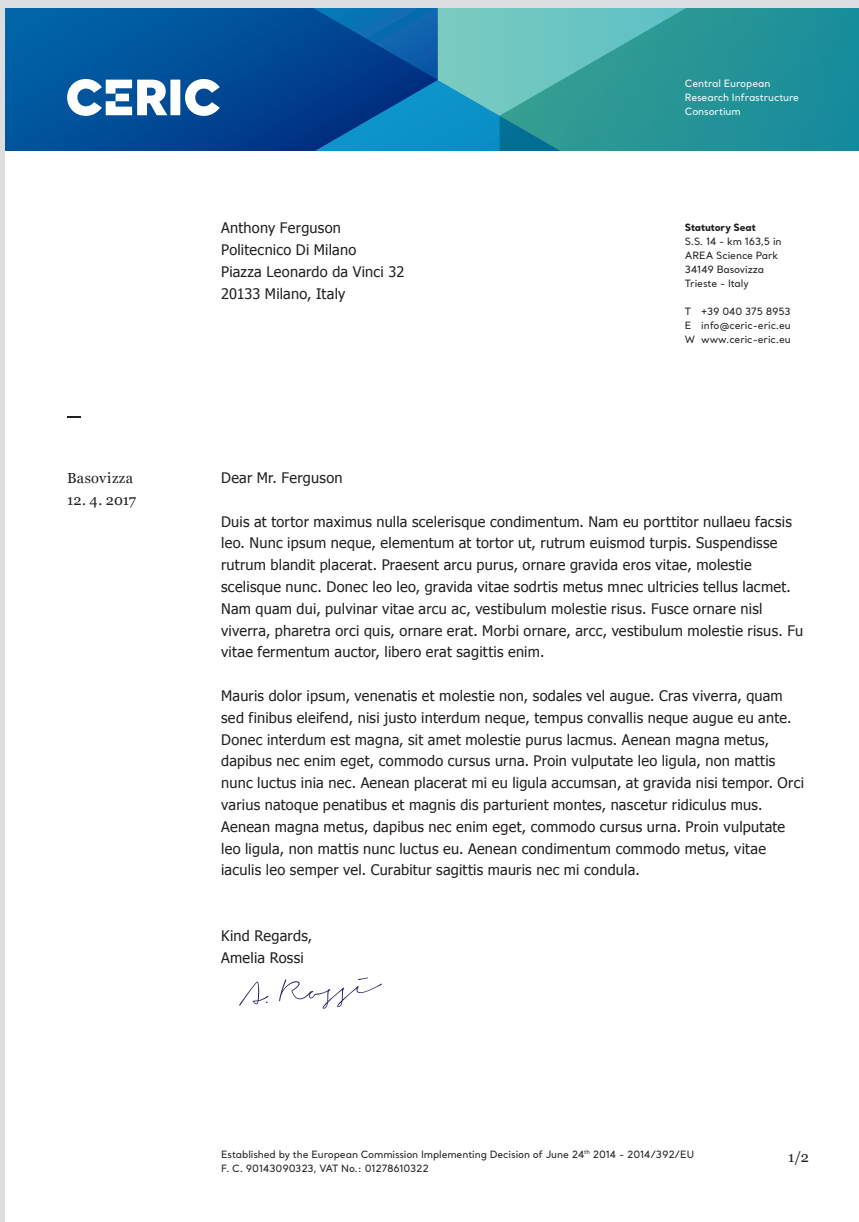 CERIC
Central European
Research Infrastructure
Consortium
Anthony Ferguson
Politecnico Di Milano
Piazza Leonardo da Vinci 32
20133 Milano, Italy
Statutory Seat
S.S. 14 - km 163,5 in
AREA Science Park
34149 Basovizza
Trieste - Italy
T +39 040 375 8953
E info@ceric-eric.eu
W www.ceric-eric.eu
—
Basovizza
12. 4. 2017
Dear Mr. Ferguson
Duis at tortor maximus nulla scelerisque condimentum. Nam eu porttitor nullaeu facsis
leo. Nunc ipsum neque, elementum at tortor ut, rutrum euismod turpis. Suspendisse
rutrum blandit placerat. Praesent arcu purus, ornare gravida eros vitae, molestie
scelisque nunc. Donec leo leo, gravida vitae sodrtis metus mnec ultricies tellus lacmet.
Nam quam dui, pulvinar vitae arcu ac, vestibulum molestie risus. Fusce ornare nisl
viverra, pharetra orci quis, ornare erat. Morbi ornare, arcc, vestibulum molestie risus. Fu
vitae fermentum auctor, libero erat sagittis enim.
Mauris dolor ipsum, venenatis et molestie non, sodales vel augue. Cras viverra, quam
sed finibus eleifend, nisi justo interdum neque, tempus convallis neque augue eu ante.
Donec interdum est magna, sit amet molestie purus lacmus. Aenean magna metus,
dapibus nec enim eget, commodo cursus urna. Proin vulputate leo ligula, non mattis
nunc luctus inia nec. Aenean placerat mi eu ligula accumsan, at gravida nisi tempor. Orci
varius natoque penatibus et magnis dis parturient montes, nascetur ridiculus mus.
Aenean magna metus, dapibus nec enim eget, commodo cursus urna. Proin vulputate
leo ligula, non mattis nunc luctus eu. Aenean condimentum commodo metus, vitae
iaculis leo semper vel. Curabitur sagittis mauris nec mi condula.
Kind Regards,
Amelia Rossi
A. Rossi
Established by the European Commission Implementing Decision of June 24th 2014 - 2014/392/EU
F. C. 90143090323, VAT No.: 01278610322
1/2